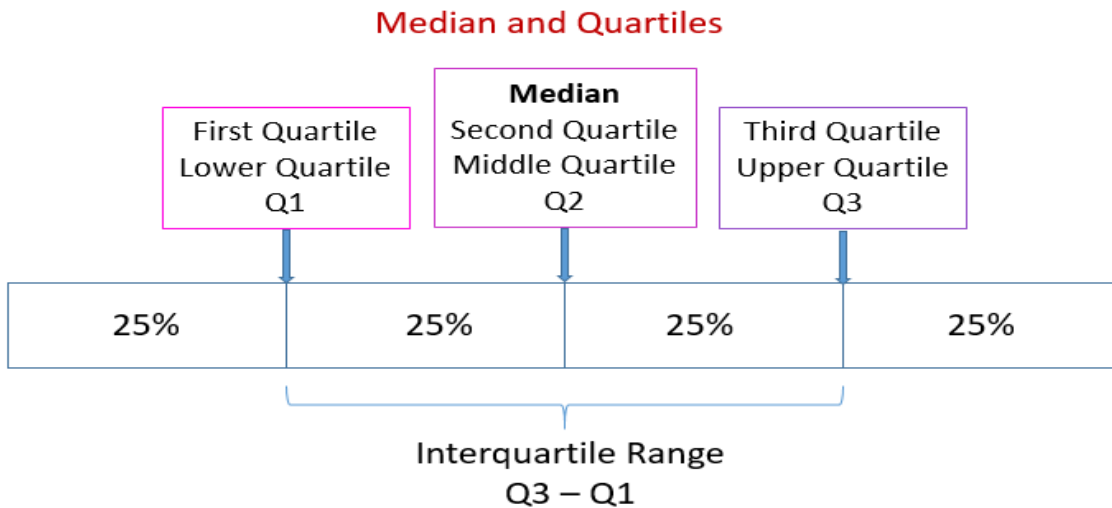 Median and Quartiles
First Quartile
Lower Quartile
Q1
Median
Second Quartile
Middle Quartile
Q2
Third Quartile
Upper Quartile
Q3
25%
25%
25%
25%
Interquartile Range
Q3 – Q1